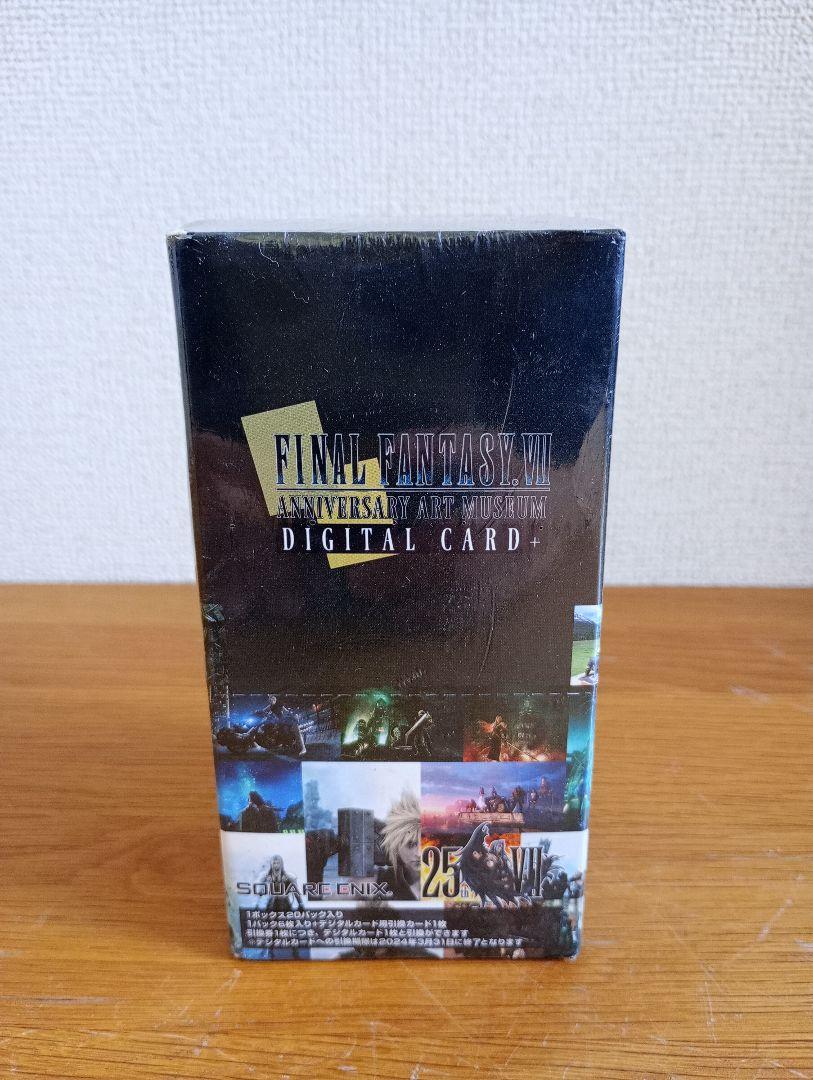 FINAL FANTASY.VII
ANNIVERSARY ART MUSEUM
DIGITAL CARD+
25th VII
SQUARE ENIX®
1ボックス20パック入り
1パック6枚入り+デジタルカード用引換カード1枚
引換券1枚につき、デジタルカード1枚と引換ができます
※デジタルカードへの引換期限は2024年3月31日に終了となります